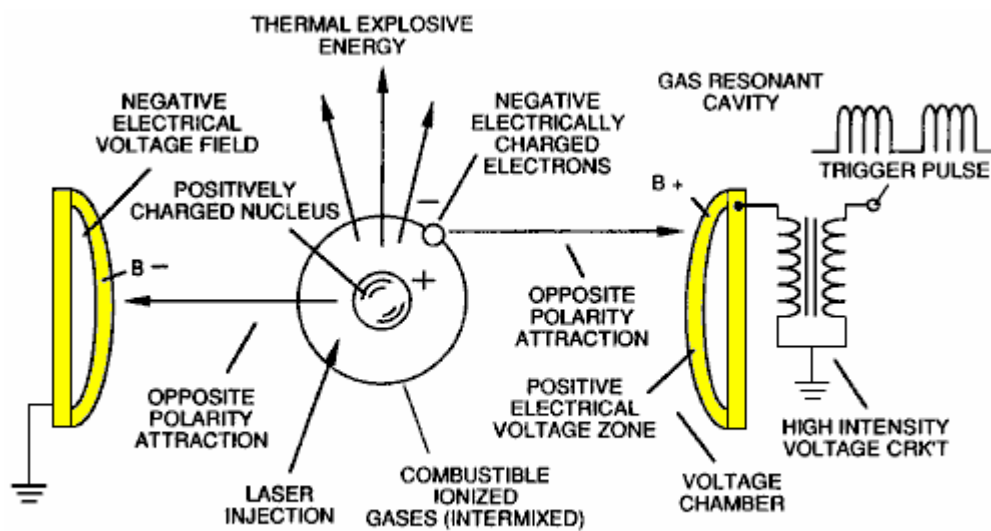 THERMAL EXPLOSIVE
ENERGY
NEGATIVE
ELECTRICAL
VOLTAGE FIELD
NEGATIVE
ELECTRICALLY
CHARGED
ELECTRONS
GAS RESONANT
CAVITY
TRIGGER PULSE
POSITIVELY
CHARGED NUCLEUS
B +
B −
−
+
OPPOSITE
POLARITY
ATTRACTION
OPPOSITE
POLARITY
ATTRACTION
LASER
INJECTION
COMBUSTIBLE
IONIZED
GASES (INTERMIXED)
POSITIVE
ELECTRICAL
VOLTAGE ZONE
VOLTAGE
CHAMBER
HIGH INTENSITY
VOLTAGE CRK'T